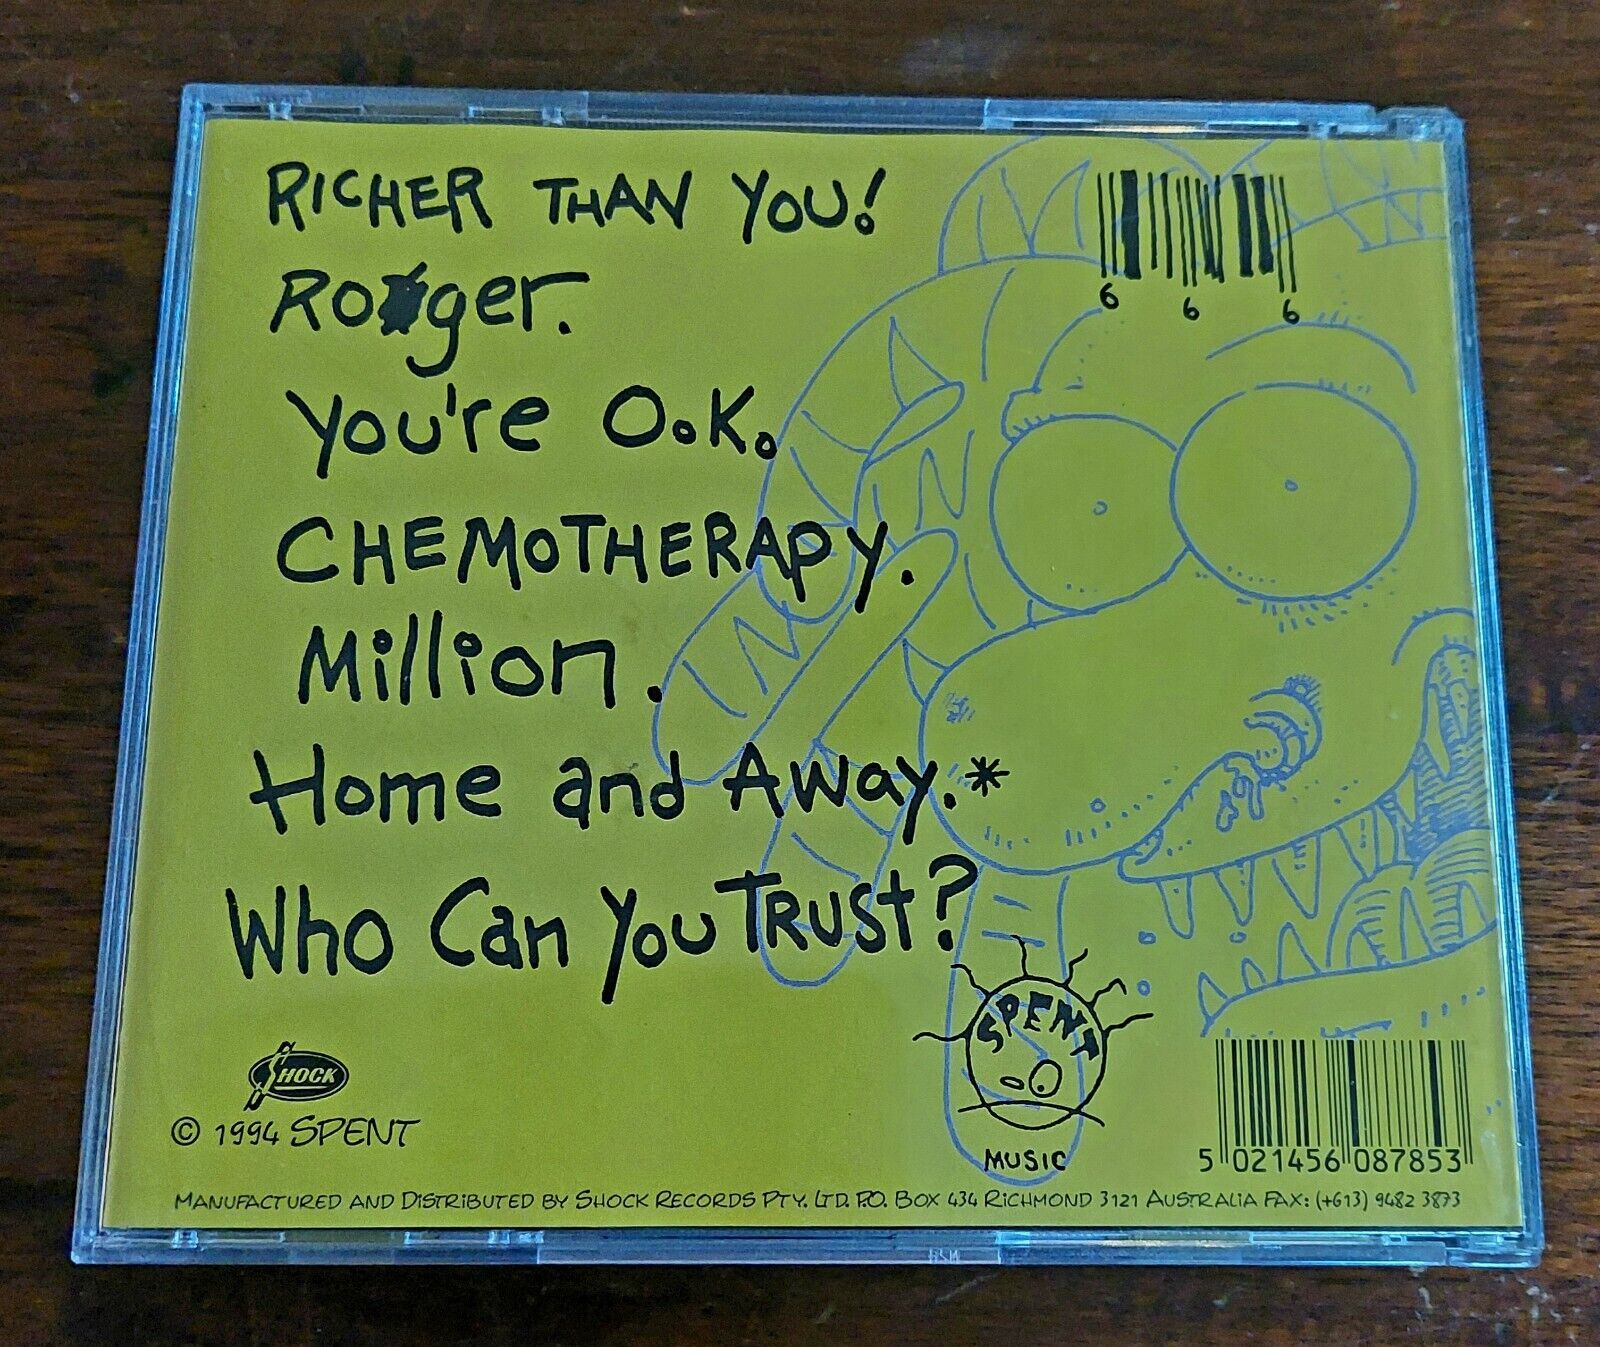 RICHER THAN YOU!
6 6 6
Roger.
You're O.K.
CHEMOTHERAPY.
Million.
Home and Away.*
Who Can You TRUST?
SPENT
MUSIC
SHOCK
© 1994 SPENT
5 021456 087853
MANUFACTURED AND DISTRIBUTED BY SHOCK RECORDS PTY. LTD. P.O. BOX 434 RICHMOND 3121 AUSTRALIA FAX: (+613) 9482 3873